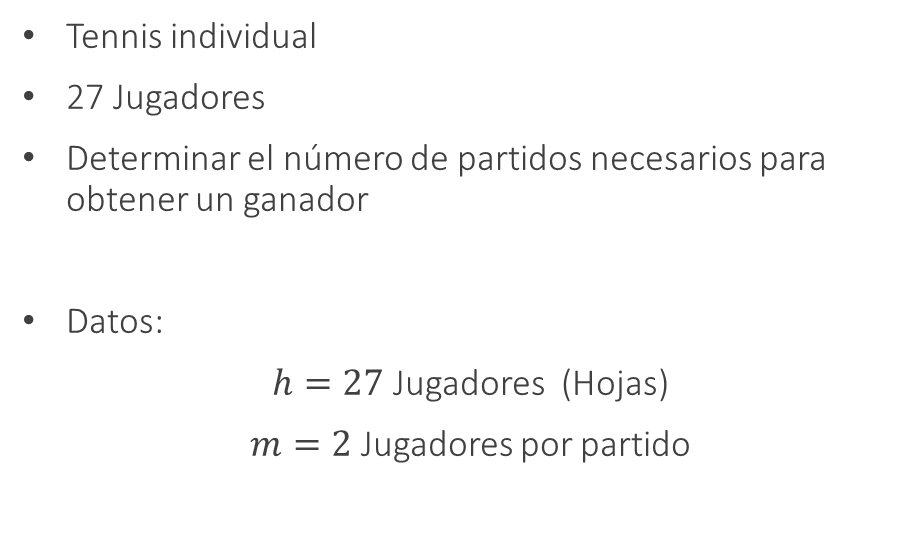 • Tennis individual
• 27 Jugadores
• Determinar el número de partidos necesarios para
obtener un ganador
• Datos:
h = 27 Jugadores (Hojas)
m = 2 Jugadores por partido